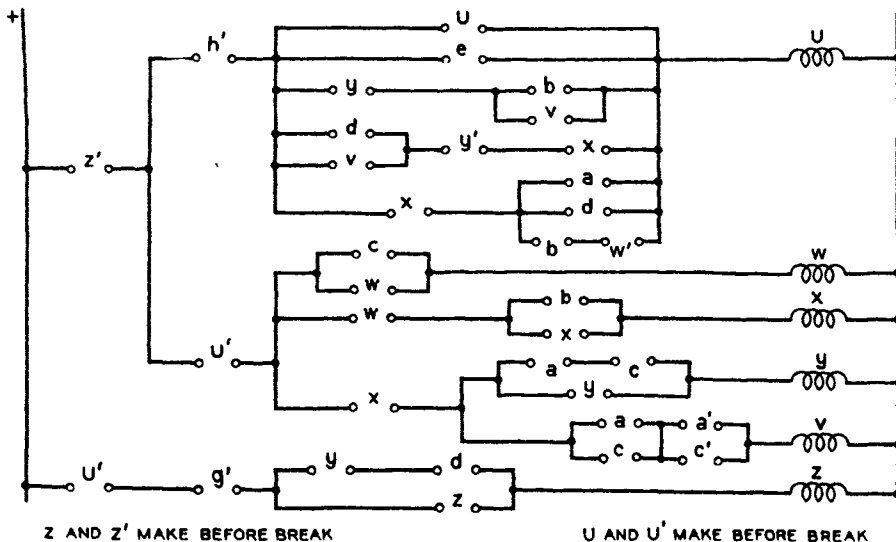 +
U
U
h'
e
y
b
v
d
y'
x
v
z'
a
x
d
b w'
c
w
w
w
b
x
x
U'
a c
y
y
x
a a'
v
c c'
y d
z
U' g'
z
Z AND Z' MAKE BEFORE BREAK
U AND U' MAKE BEFORE BREAK